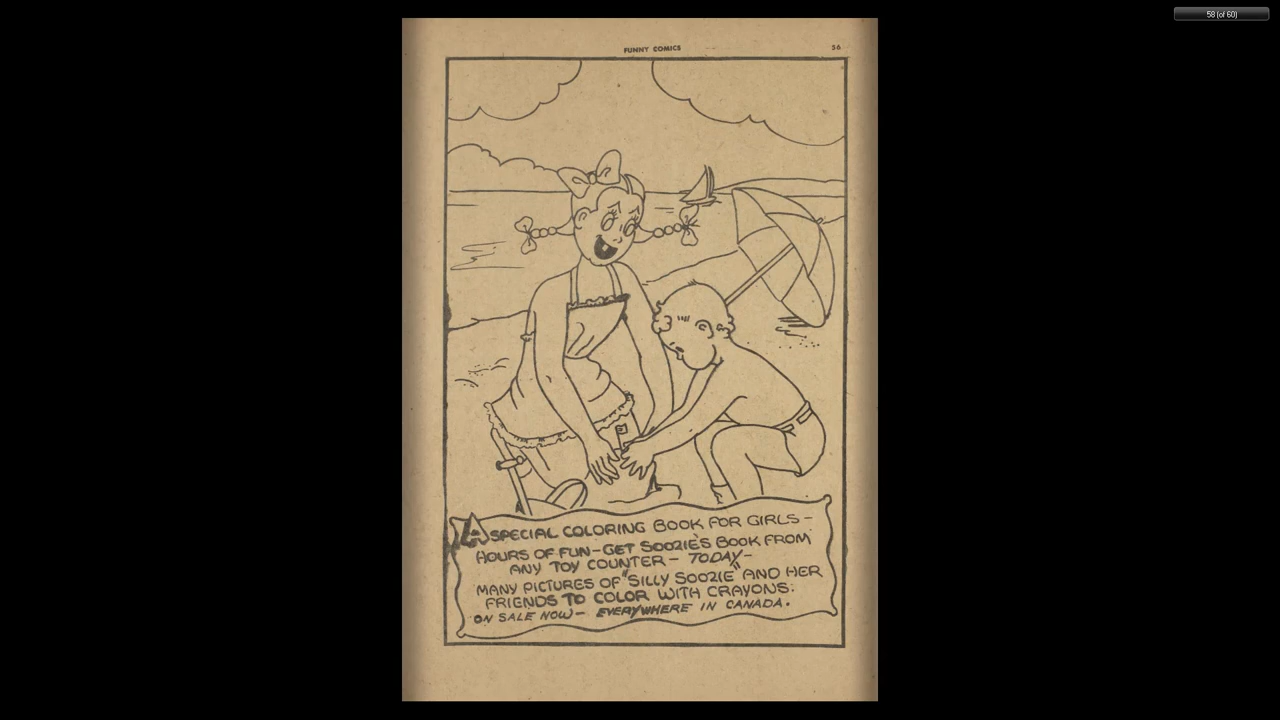 58 (of 60)
FUNNY COMICS
56
A SPECIAL COLORING BOOK FOR GIRLS –
HOURS OF FUN – GET SOOZIE'S BOOK FROM
ANY TOY COUNTER – TODAY –
MANY PICTURES OF "SILLY SOOZIE" AND HER
FRIENDS TO COLOR WITH CRAYONS.
ON SALE NOW – EVERYWHERE IN CANADA.